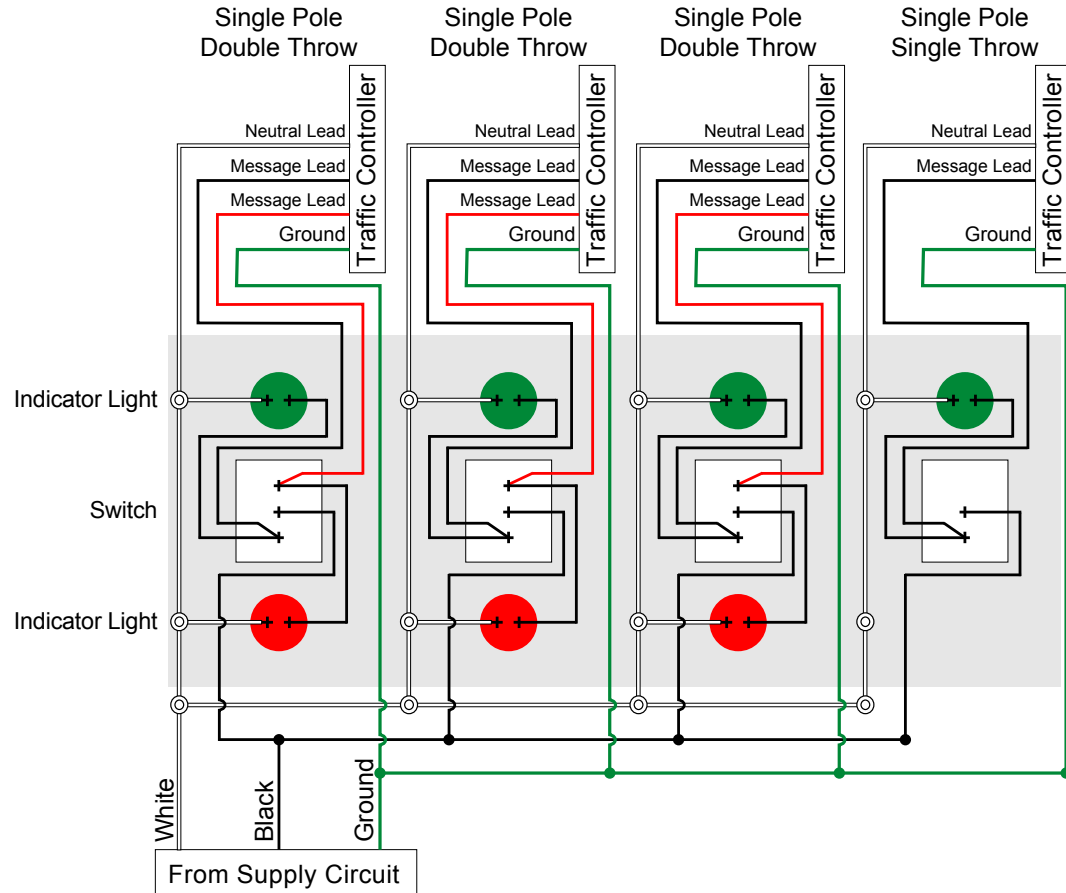 Single Pole
Double Throw
Single Pole
Double Throw
Single Pole
Double Throw
Single Pole
Single Throw
Neutral Lead
Message Lead
Message Lead
Ground
Traffic Controller
Neutral Lead
Message Lead
Message Lead
Ground
Traffic Controller
Neutral Lead
Message Lead
Message Lead
Ground
Traffic Controller
Neutral Lead
Message Lead
Ground
Traffic Controller
Indicator Light
Switch
Indicator Light
White
Black
Ground
From Supply Circuit